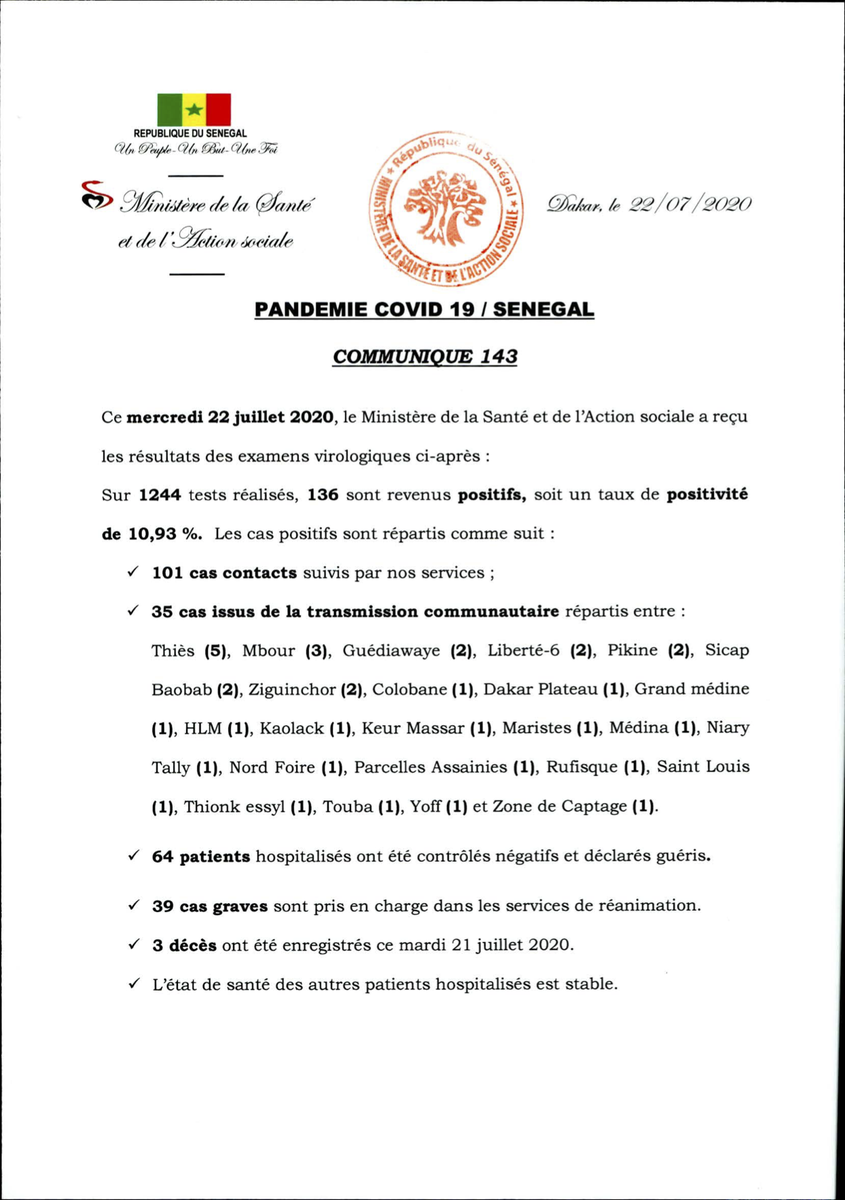 REPUBLIQUE DU SENEGAL
Un Peuple-Un But-Une Foi
Ministère de la Santé
et de l'Action sociale
★ République du Sénégal ★
MINISTÈRE DE LA SANTÉ ET DE L'ACTION SOCIALE
Dakar, le 22/07/2020
PANDEMIE COVID 19 / SENEGAL
COMMUNIQUE 143
Ce mercredi 22 juillet 2020, le Ministère de la Santé et de l'Action sociale a reçu
les résultats des examens virologiques ci-après :
Sur 1244 tests réalisés, 136 sont revenus positifs, soit un taux de positivité
de 10,93 %. Les cas positifs sont répartis comme suit :
✓ 101 cas contacts suivis par nos services ;
✓ 35 cas issus de la transmission communautaire répartis entre :
Thiès (5), Mbour (3), Guédiawaye (2), Liberté-6 (2), Pikine (2), Sicap
Baobab (2), Ziguinchor (2), Colobane (1), Dakar Plateau (1), Grand médine
(1), HLM (1), Kaolack (1), Keur Massar (1), Maristes (1), Médina (1), Niary
Tally (1), Nord Foire (1), Parcelles Assainies (1), Rufisque (1), Saint Louis
(1), Thionk essyl (1), Touba (1), Yoff (1) et Zone de Captage (1).
✓ 64 patients hospitalisés ont été contrôlés négatifs et déclarés guéris.
✓ 39 cas graves sont pris en charge dans les services de réanimation.
✓ 3 décès ont été enregistrés ce mardi 21 juillet 2020.
✓ L'état de santé des autres patients hospitalisés est stable.